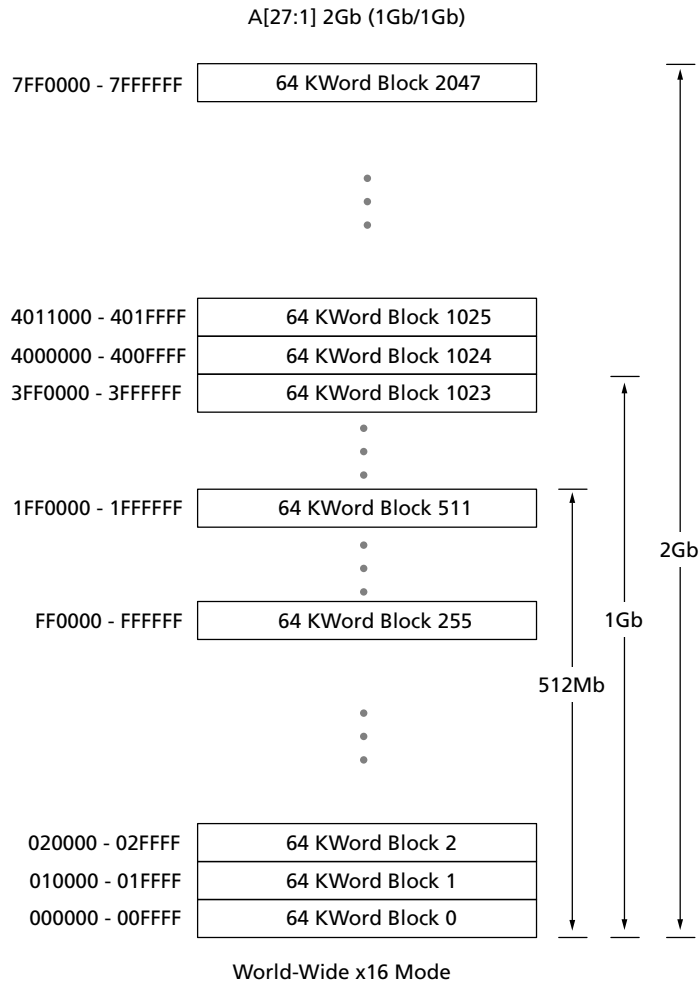 A[27:1] 2Gb (1Gb/1Gb)
7FF0000 - 7FFFFFF 64 KWord Block 2047
4011000 - 401FFFF 64 KWord Block 1025
4000000 - 400FFFF 64 KWord Block 1024
3FF0000 - 3FFFFFF 64 KWord Block 1023
1FF0000 - 1FFFFFF 64 KWord Block 511
2Gb
FF0000 - FFFFFF 64 KWord Block 255
1Gb
512Mb
020000 - 02FFFF 64 KWord Block 2
010000 - 01FFFF 64 KWord Block 1
000000 - 00FFFF 64 KWord Block 0
World-Wide x16 Mode